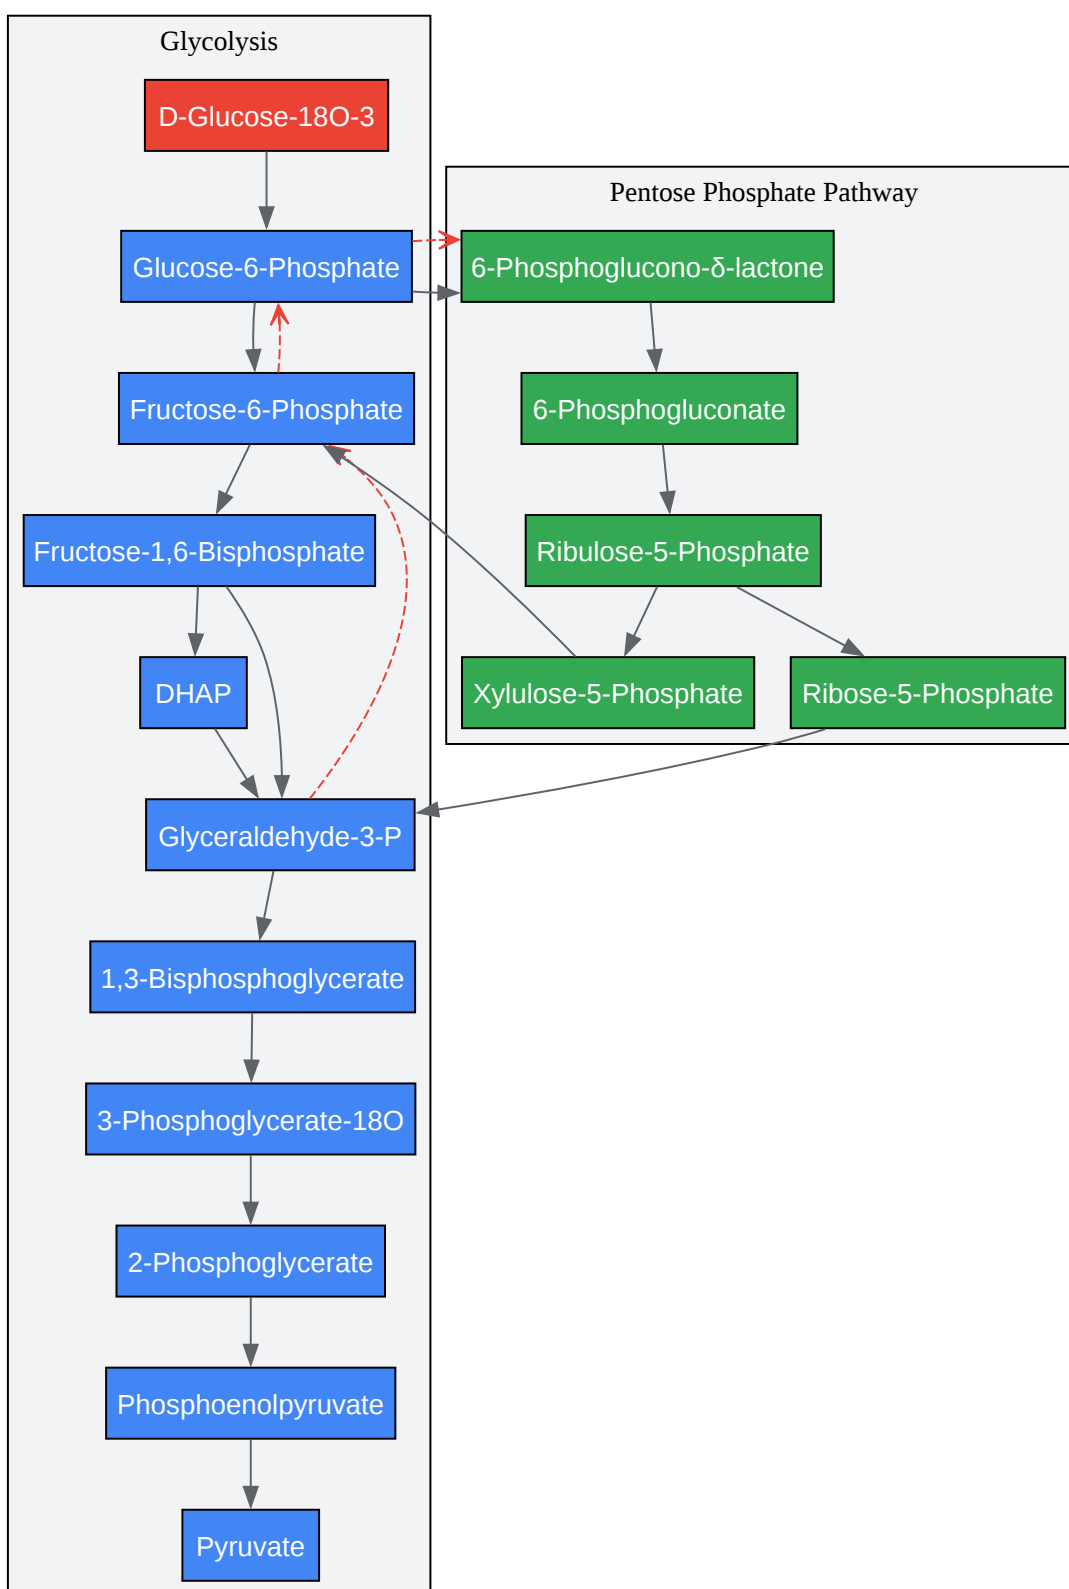 Glycolysis
D-Glucose-18O-3
Glucose-6-Phosphate
Fructose-6-Phosphate
Fructose-1,6-Bisphosphate
DHAP
Glyceraldehyde-3-P
1,3-Bisphosphoglycerate
3-Phosphoglycerate-18O
2-Phosphoglycerate
Phosphoenolpyruvate
Pyruvate
Pentose Phosphate Pathway
6-Phosphoglucono-δ-lactone
6-Phosphogluconate
Ribulose-5-Phosphate
Xylulose-5-Phosphate
Ribose-5-Phosphate